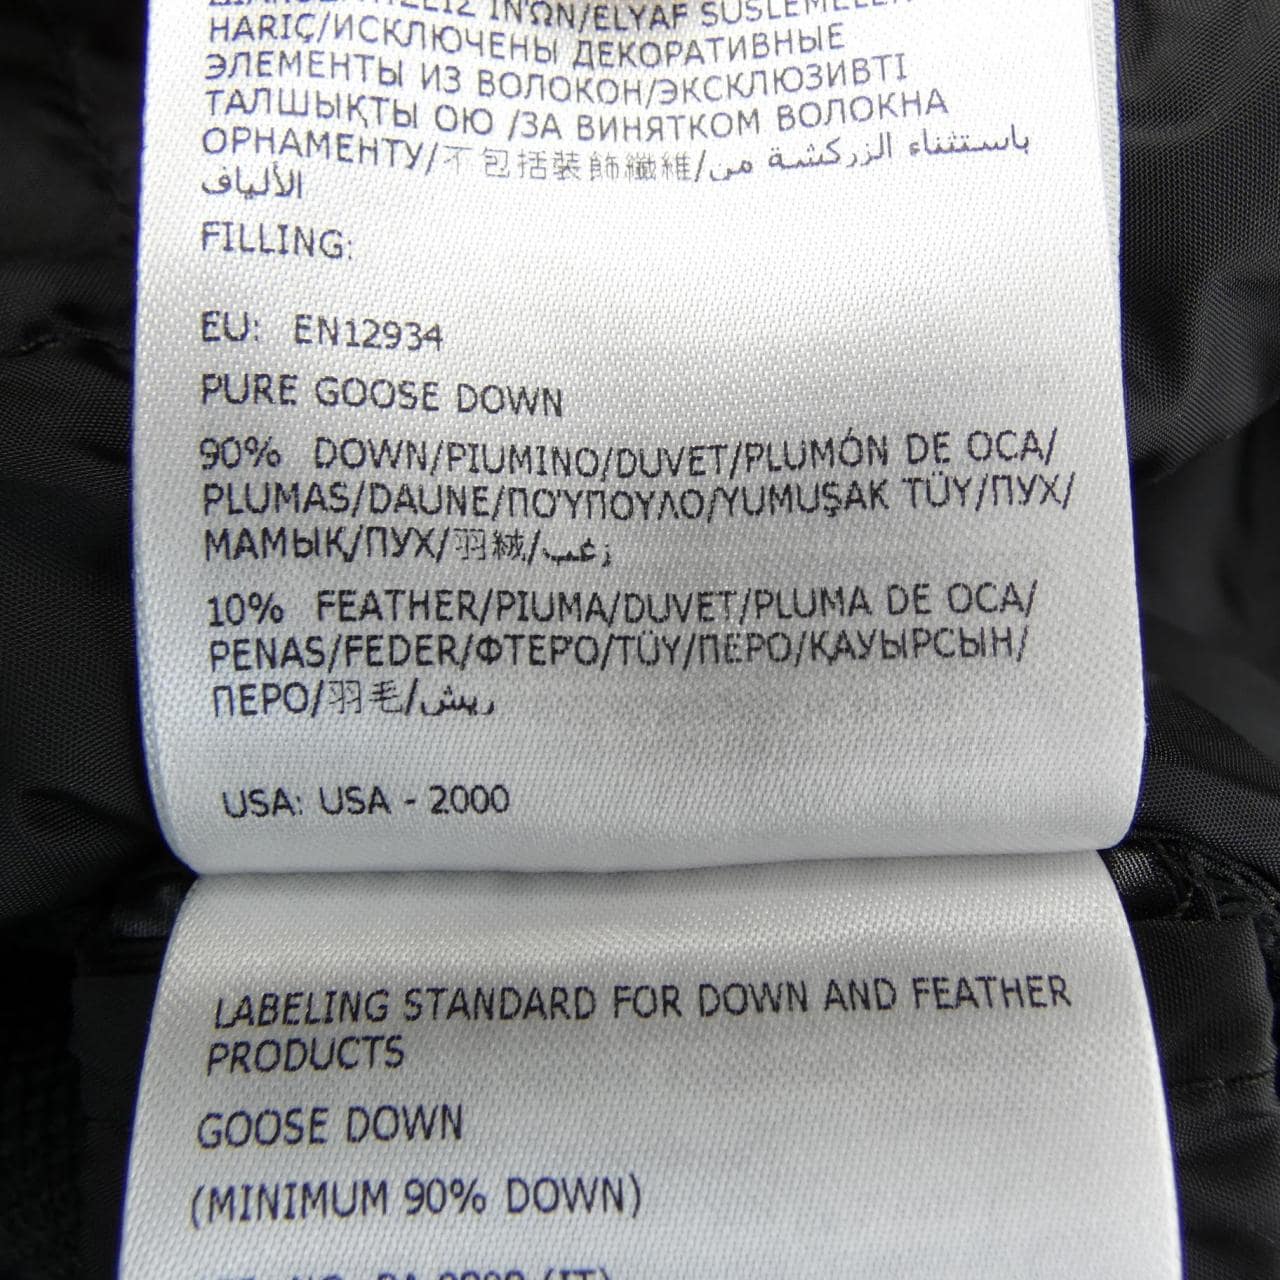 ΙΝΏΝ/ELYAF
HARIÇ/ИСКЛЮЧЕНЫ ДЕКОРАТИВНЫЕ
ЭЛЕМЕНТЫ ИЗ ВОЛОКОН/ЭКСКЛЮЗИВТІ
ТАЛШЫҚТЫ ОЮ /ЗА ВИНЯТКОМ ВОЛОКНА
ОРНАМЕНТУ/不包括裝飾纖維/باستثناء الزركشة من
الألياف
FILLING:
EU: EN12934
PURE GOOSE DOWN
90% DOWN/PIUMINO/DUVET/PLUMÓN DE OCA/
PLUMAS/DAUNE/ΠΟΎΠΟΥΛΟ/YUMUŞAK TÜY/ПУХ/
МАМЫҚ/ПУХ/羽絨/زغب
10% FEATHER/PIUMA/DUVET/PLUMA DE OCA/
PENAS/FEDER/ΦΤΕΡΌ/TÜY/ПЕРО/ҚАУЫРСЫН/
ПЕРО/羽毛/ريش
USA: USA - 2000
LABELING STANDARD FOR DOWN AND FEATHER
PRODUCTS
GOOSE DOWN
(MINIMUM 90% DOWN)